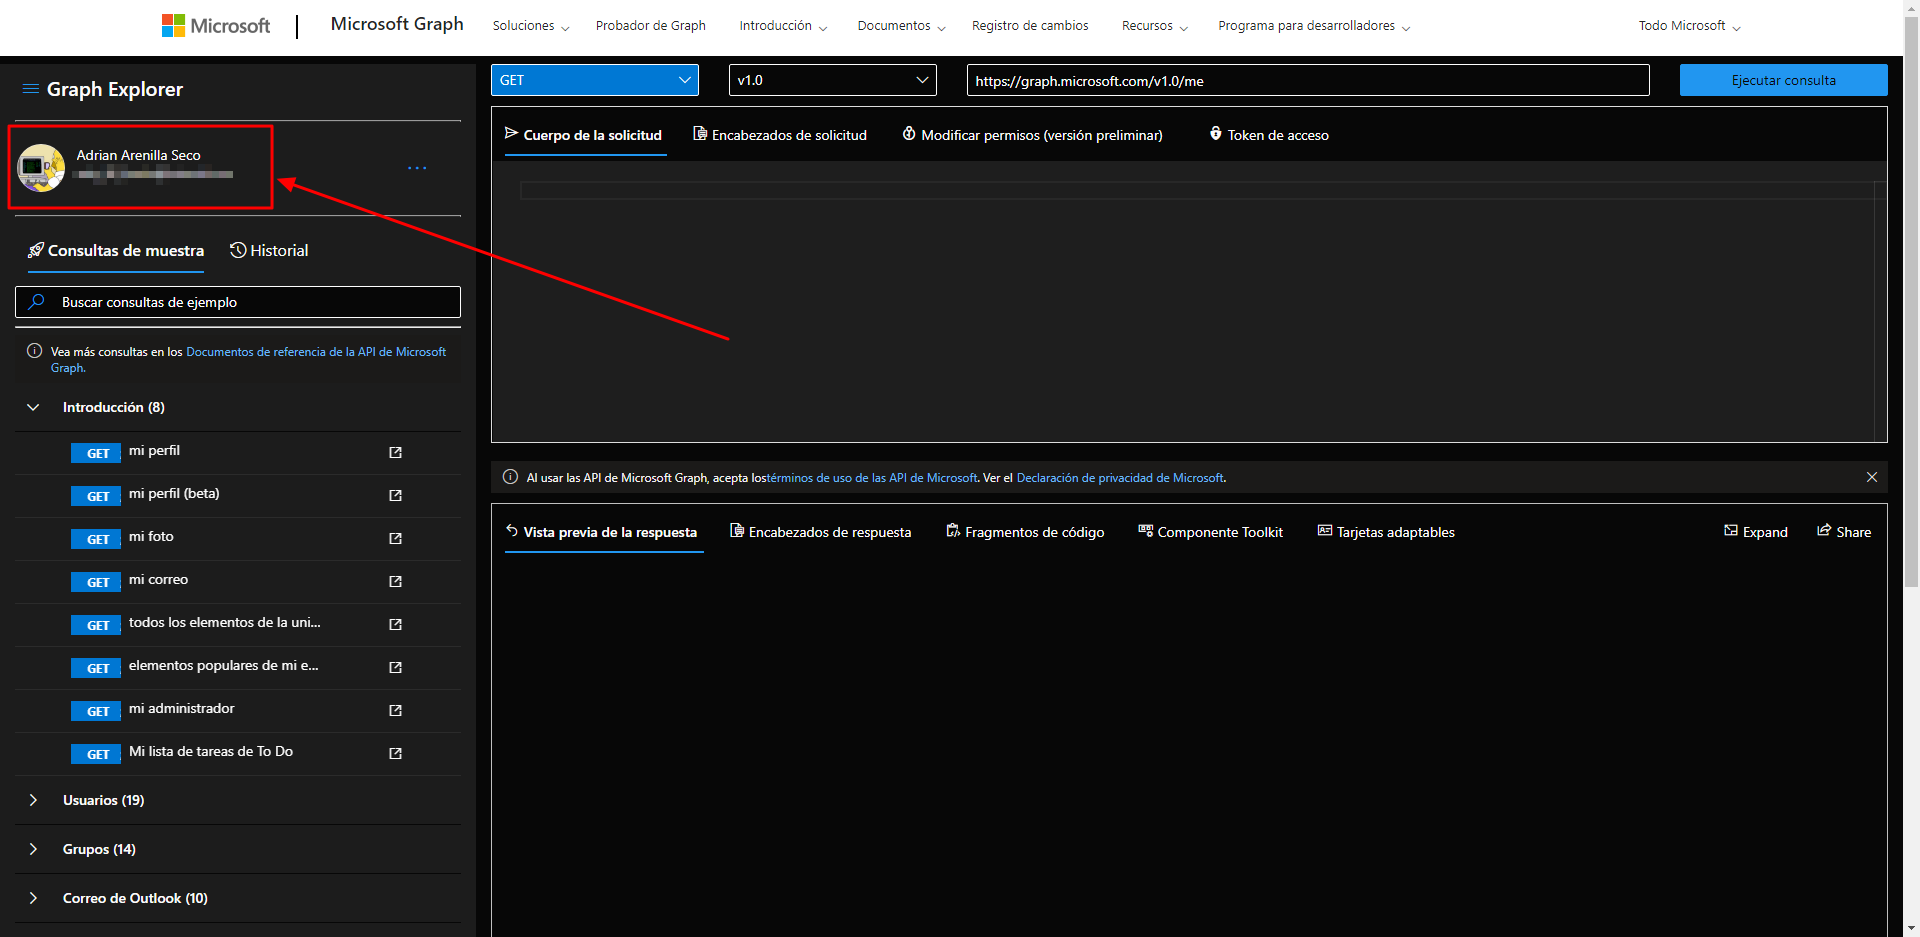 Microsoft
Microsoft Graph
Soluciones
Probador de Graph
Introducción
Documentos
Registro de cambios
Recursos
Programa para desarrolladores
Todo Microsoft
Graph Explorer
Adrian Arenilla Seco
Consultas de muestra
Historial
Buscar consultas de ejemplo
Vea más consultas en los Documentos de referencia de la API de Microsoft
Graph.
Introducción (8)
GET mi perfil
GET mi perfil (beta)
GET mi foto
GET mi correo
GET todos los elementos de la uni...
GET elementos populares de mi e...
GET mi administrador
GET Mi lista de tareas de To Do
Usuarios (19)
Grupos (14)
Correo de Outlook (10)
GET
v1.0
https://graph.microsoft.com/v1.0/me
Ejecutar consulta
Cuerpo de la solicitud
Encabezados de solicitud
Modificar permisos (versión preliminar)
Token de acceso
Al usar las API de Microsoft Graph, acepta lostérminos de uso de las API de Microsoft. Ver el Declaración de privacidad de Microsoft.
Vista previa de la respuesta
Encabezados de respuesta
Fragmentos de código
Componente Toolkit
Tarjetas adaptables
Expand
Share